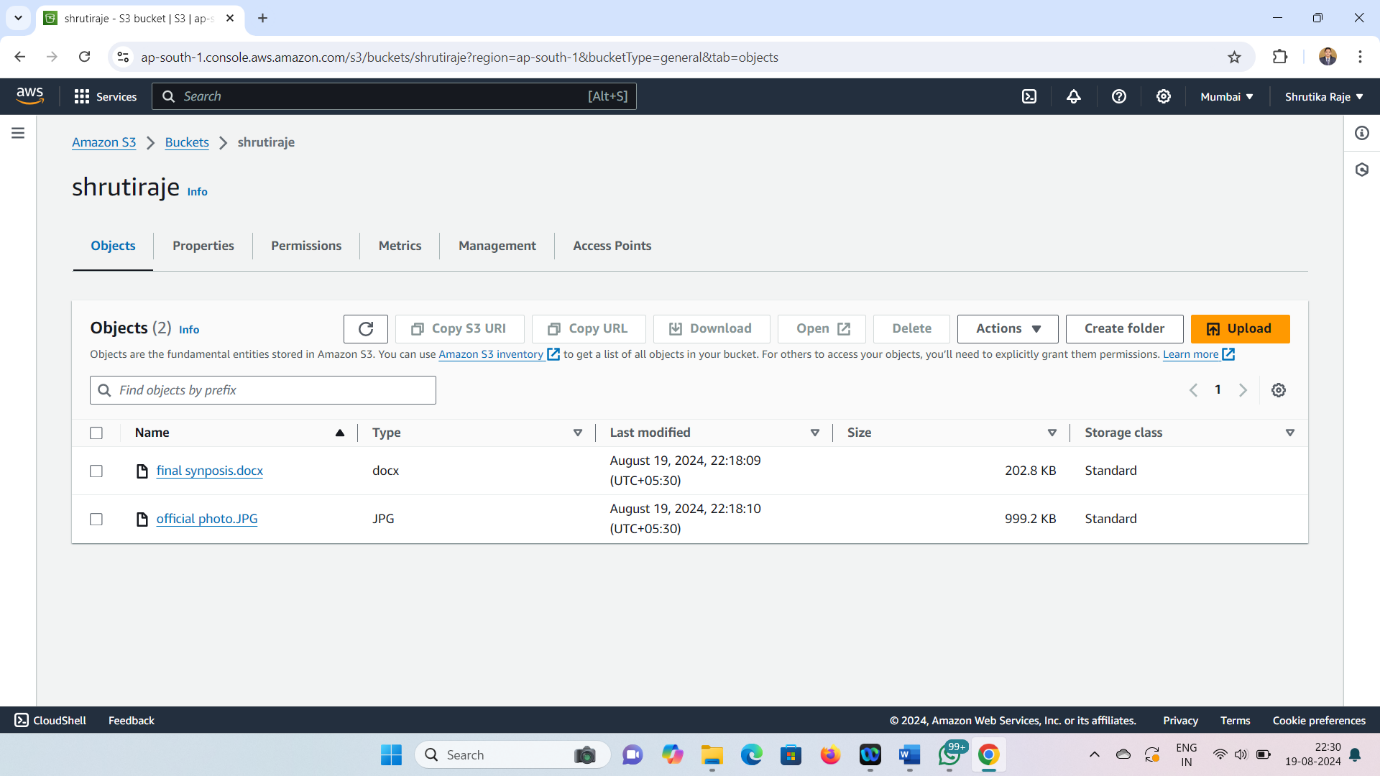 shrutiraje - S3 bucket | S3 | ap-s
ap-south-1.console.aws.amazon.com/s3/buckets/shrutiraje?region=ap-south-1&bucketType=general&tab=objects
aws Services Search [Alt+S] Mumbai Shrutika Raje
Amazon S3 Buckets shrutiraje
shrutiraje Info
Objects Properties Permissions Metrics Management Access Points
Objects (2) Info Copy S3 URI Copy URL Download Open Delete Actions Create folder Upload
Objects are the fundamental entities stored in Amazon S3. You can use Amazon S3 inventory to get a list of all objects in your bucket. For others to access your objects, you'll need to explicitly grant them permissions. Learn more
Find objects by prefix 1
Name Type Last modified Size Storage class
final synposis.docx docx August 19, 2024, 22:18:09 (UTC+05:30) 202.8 KB Standard
official photo.JPG JPG August 19, 2024, 22:18:10 (UTC+05:30) 999.2 KB Standard
CloudShell Feedback © 2024, Amazon Web Services, Inc. or its affiliates. Privacy Terms Cookie preferences
Search 99+ ENG 22:30
IN 19-08-2024